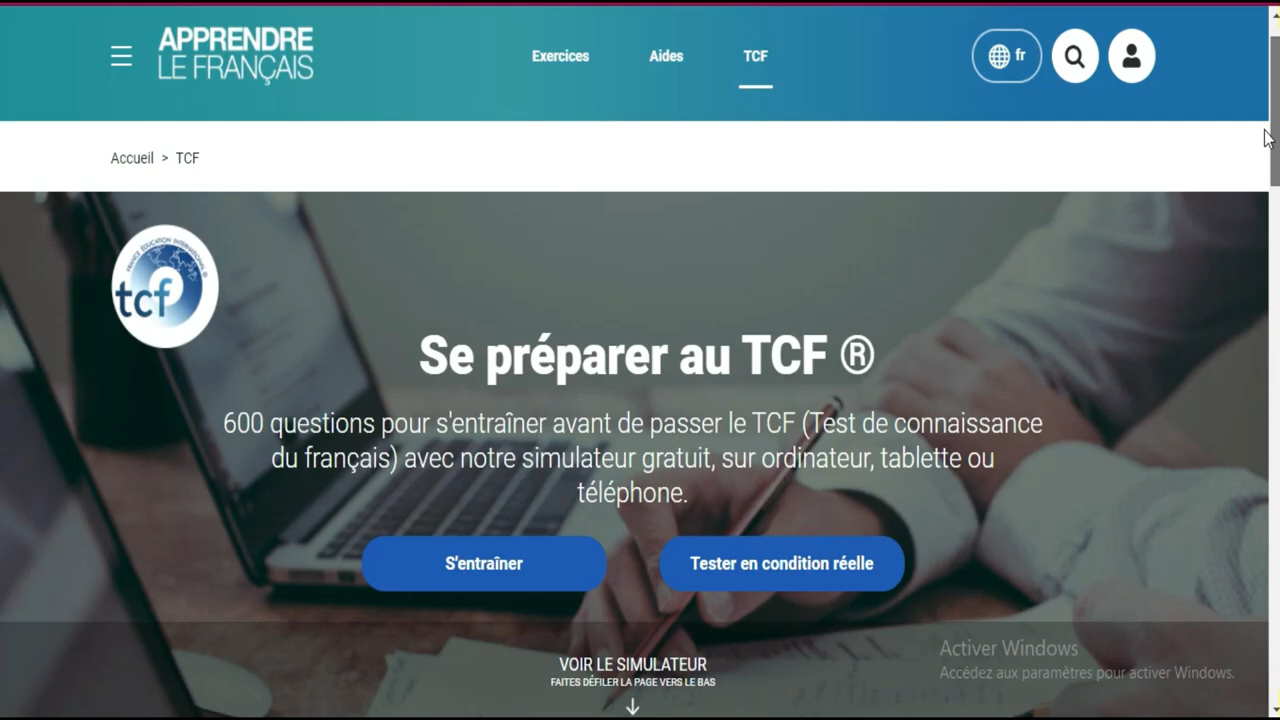 APPRENDRE
LE FRANÇAIS
Exercices
Aides
TCF
fr
Accueil > TCF
FRANCE ÉDUCATION INTERNATIONAL ®
tcf
Se préparer au TCF ®
600 questions pour s'entraîner avant de passer le TCF (Test de connaissance
du français) avec notre simulateur gratuit, sur ordinateur, tablette ou
téléphone.
S'entraîner
Tester en condition réelle
VOIR LE SIMULATEUR
FAITES DÉFILER LA PAGE VERS LE BAS
Activer Windows
Accédez aux paramètres pour activer Windows.